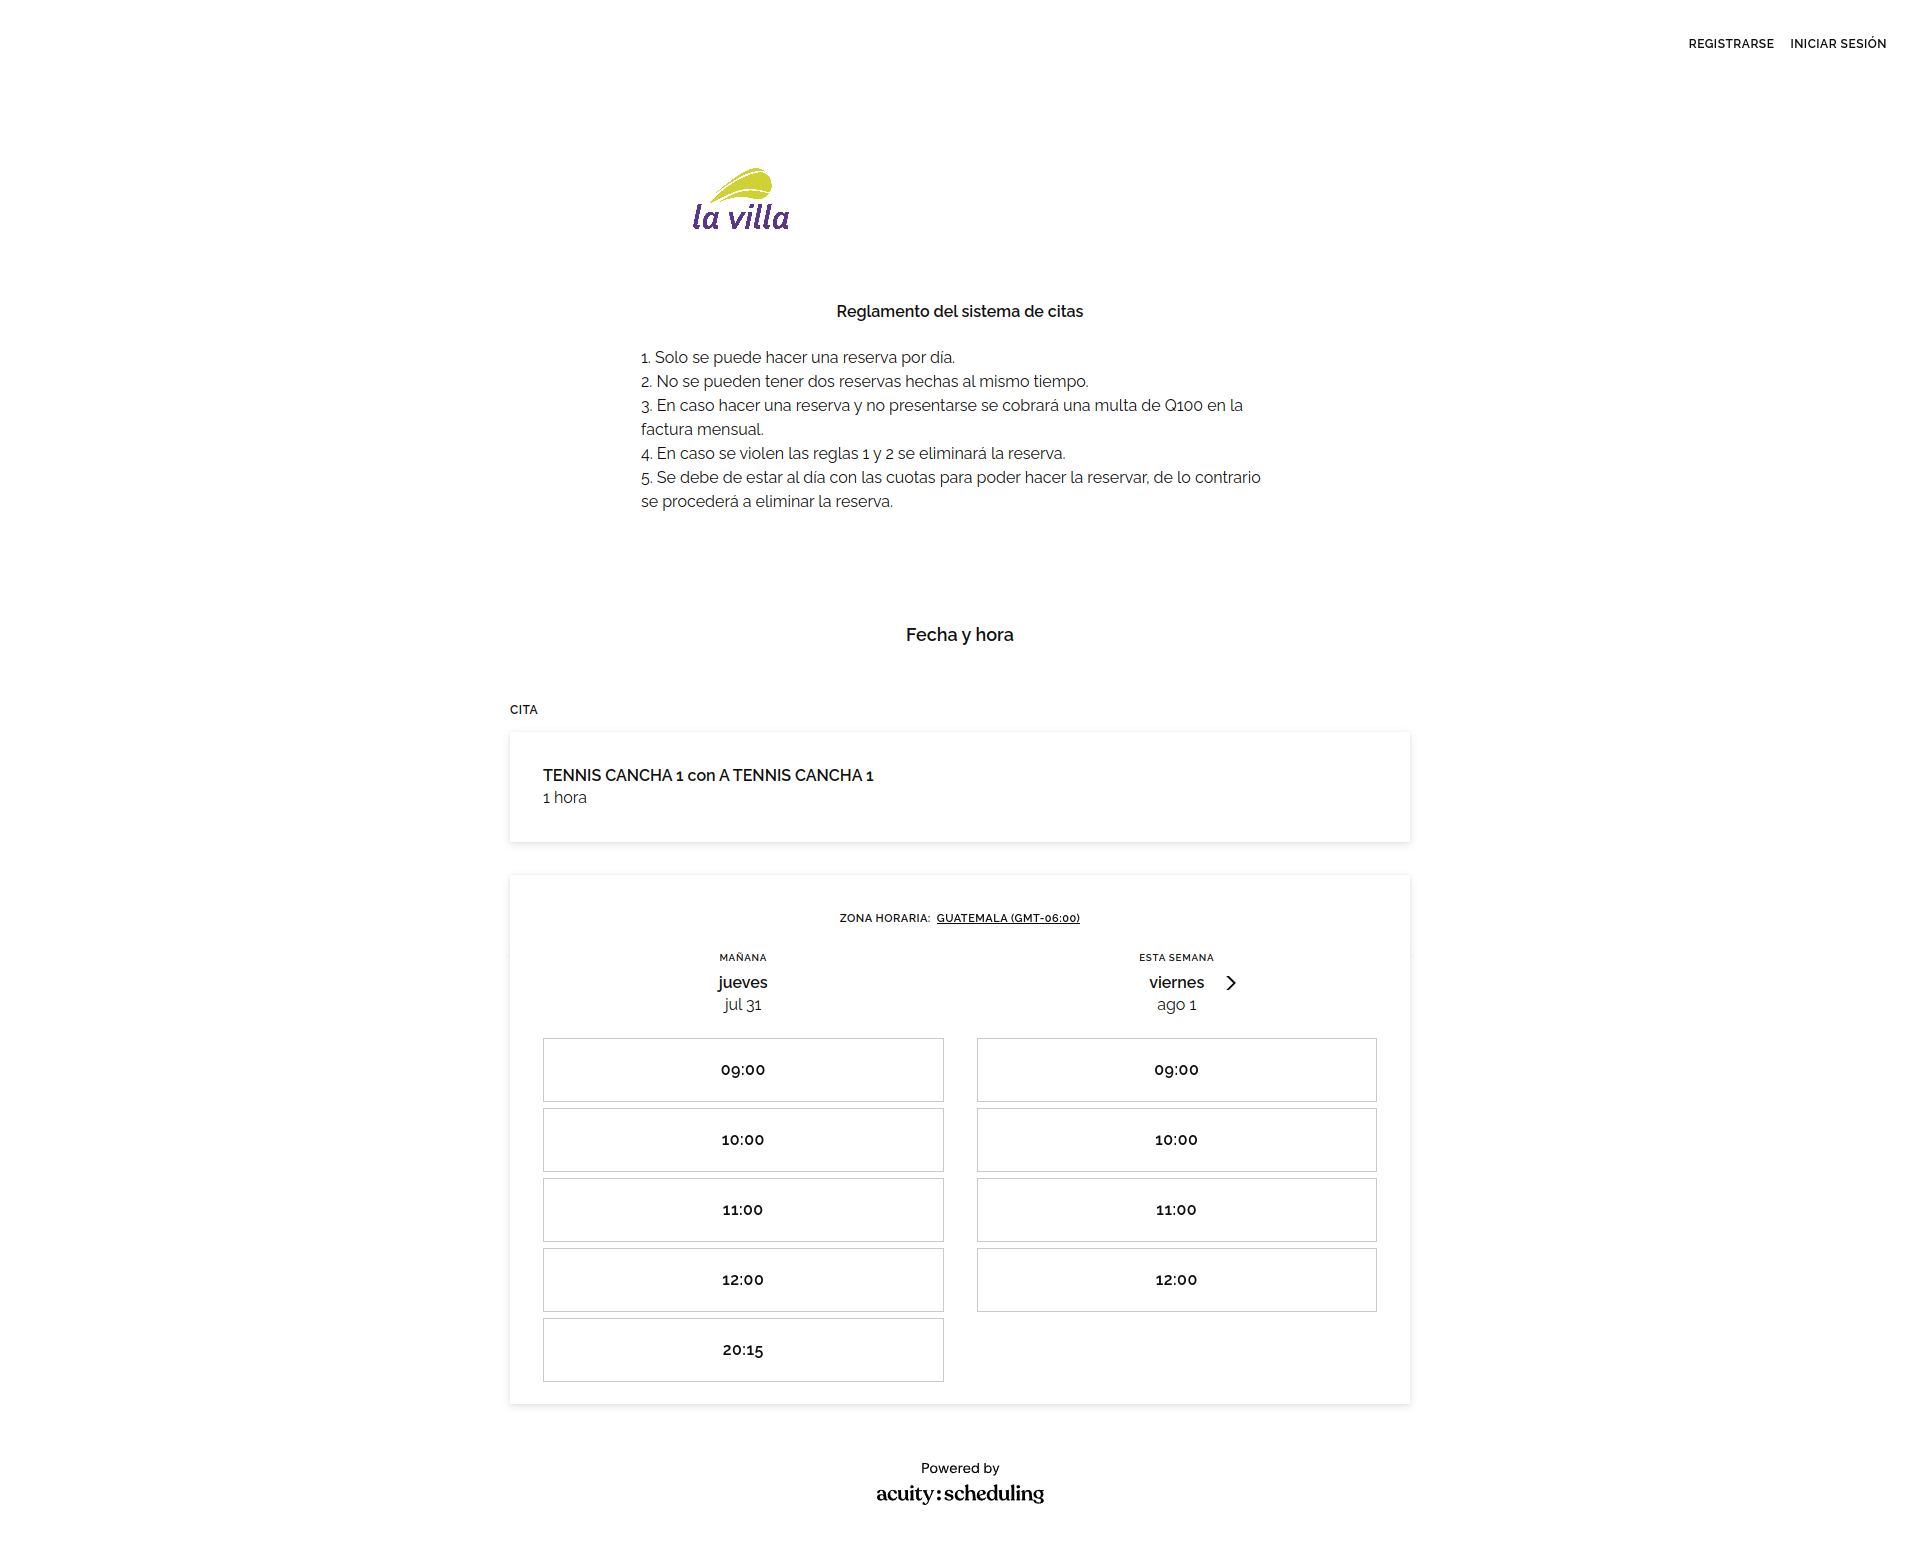 REGISTRARSE INICIAR SESIÓN
la villa
Reglamento del sistema de citas
1. Solo se puede hacer una reserva por día.
2. No se pueden tener dos reservas hechas al mismo tiempo.
3. En caso hacer una reserva y no presentarse se cobrará una multa de Q100 en la
factura mensual.
4. En caso se violen las reglas 1 y 2 se eliminará la reserva.
5. Se debe de estar al día con las cuotas para poder hacer la reservar, de lo contrario
se procederá a eliminar la reserva.
Fecha y hora
CITA
TENNIS CANCHA 1 con A TENNIS CANCHA 1
1 hora
ZONA HORARIA: GUATEMALA (GMT-06:00)
MAÑANA
jueves
jul 31
09:00
10:00
11:00
12:00
20:15
ESTA SEMANA
viernes
ago 1
09:00
10:00
11:00
12:00
Powered by
acuity:scheduling